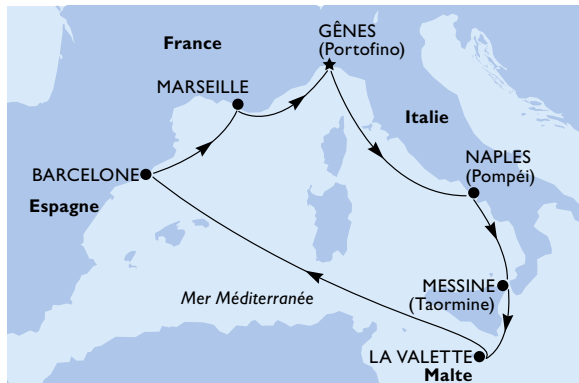 GÊNES
(Portofino)
France
MARSEILLE
Italie
NAPLES
(Pompéi)
BARCELONE
Espagne
MESSINE
(Taormine)
Mer Méditerranée
LA VALETTE
Malte